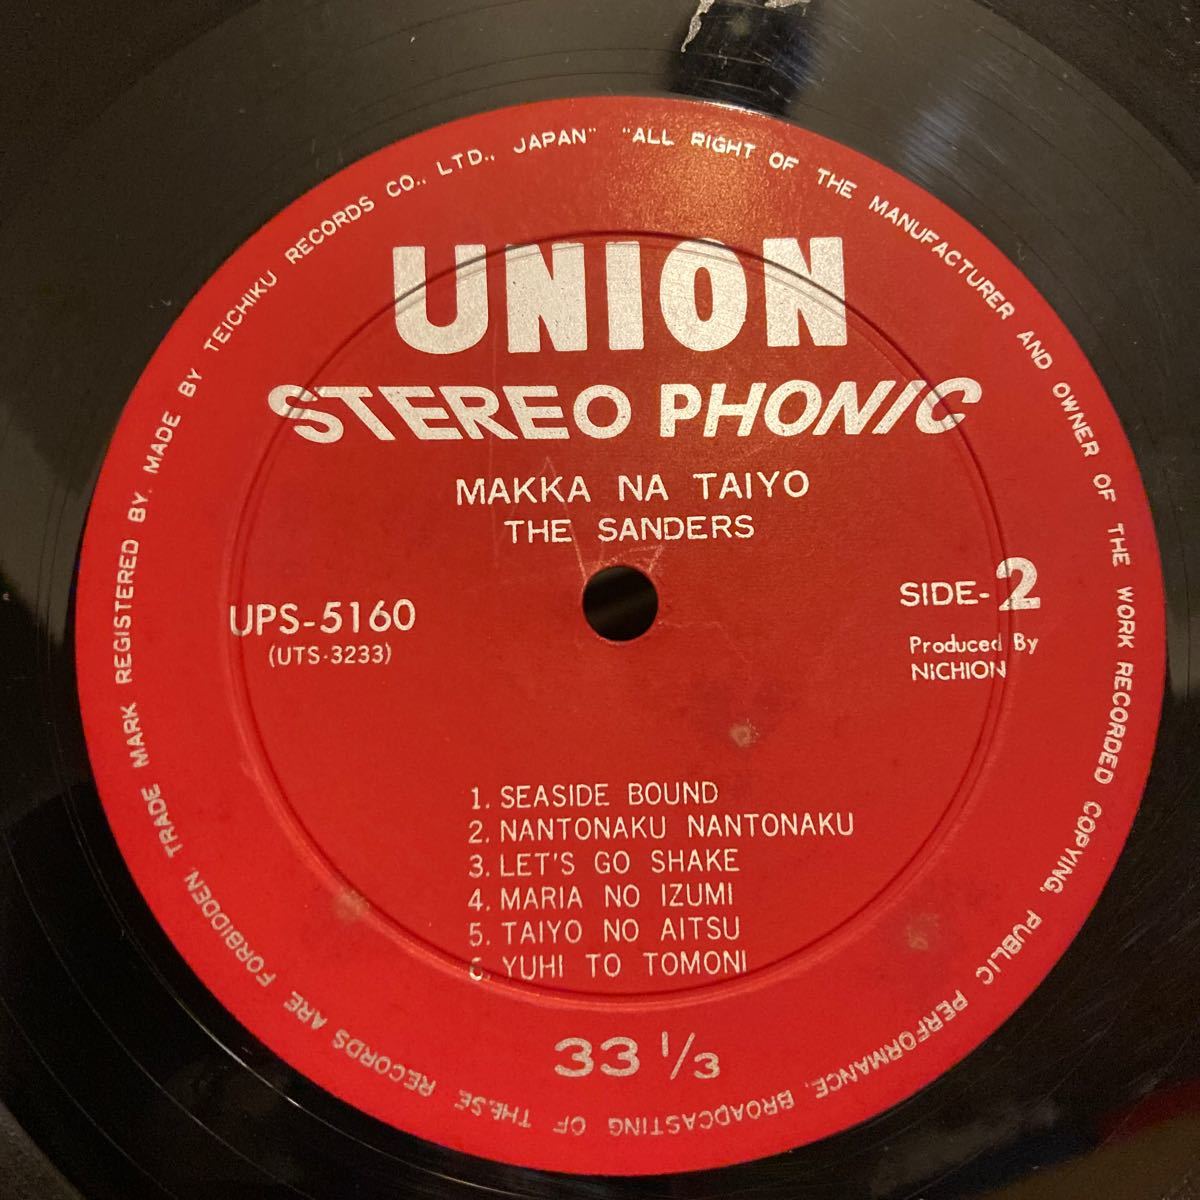 TRADE MARK REGISTERED BY. MADE BY TEICHIKU RECORDS CO., LTD., JAPAN" "ALL RIGHT OF THE MANUFACTURER AND OWNER OF THE WORK RECORDED COPYING, PUBLIC PERFORMANCE, BROADCASTING OF THESE RECORDS ARE FORBIDDEN
UNION
STEREO PHONIC
MAKKA NA TAIYO
THE SANDERS
UPS-5160
(UTS-3233)
SIDE-2
Produced By
NICHION
1. SEASIDE BOUND
2. NANTONAKU NANTONAKU
3. LET'S GO SHAKE
4. MARIA NO IZUMI
5. TAIYO NO AITSU
6. YUHI TO TOMONI
33 1/3